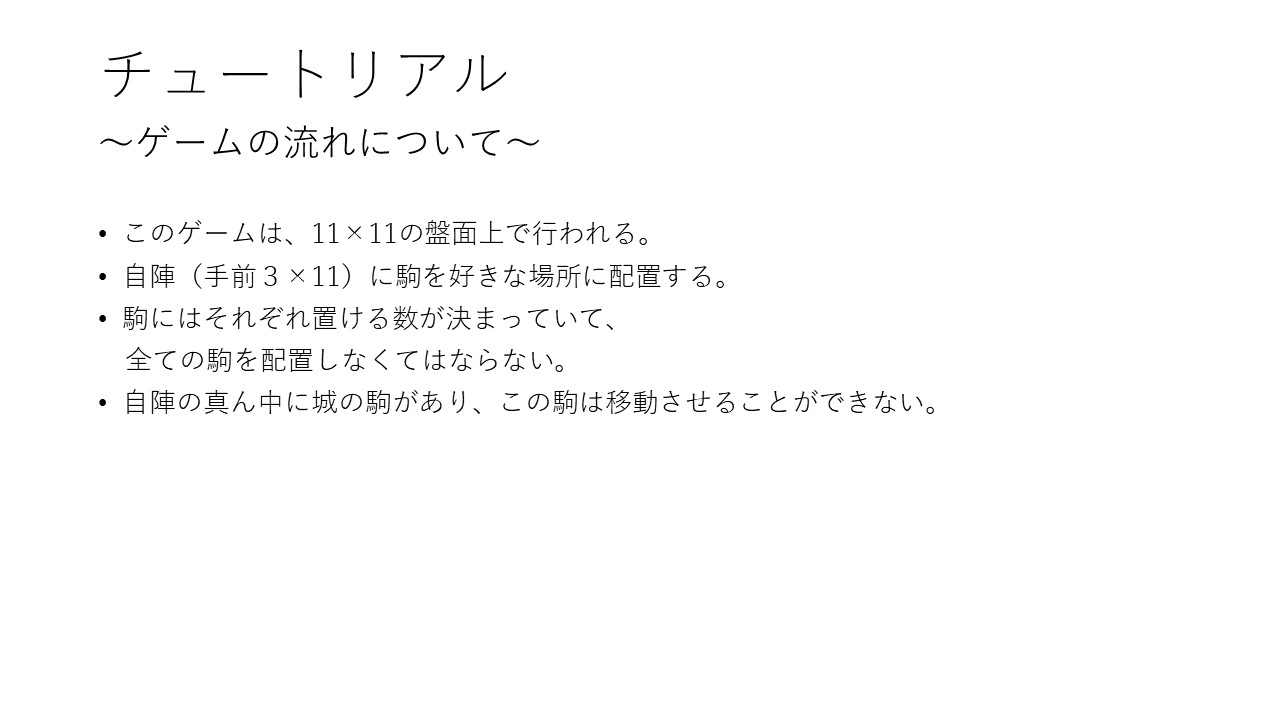 チュートリアル
～ゲームの流れについて～
• このゲームは、11×11の盤面上で行われる。
• 自陣（手前３×11）に駒を好きな場所に配置する。
• 駒にはそれぞれ置ける数が決まっていて、
全ての駒を配置しなくてはならない。
• 自陣の真ん中に城の駒があり、この駒は移動させることができない。